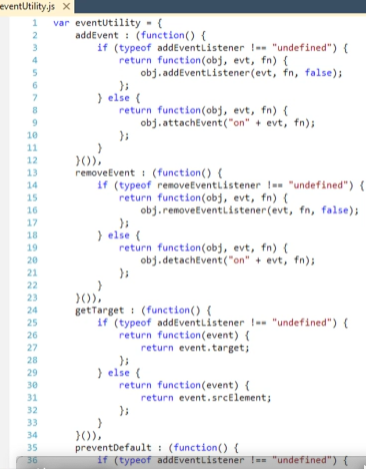 eventUtility.js ×
1 var eventUtility = {
2     addEvent : (function() {
3         if (typeof addEventListener !== "undefined") {
4             return function(obj, evt, fn) {
5                 obj.addEventListener(evt, fn, false);
6             };
7         } else {
8             return function(obj, evt, fn) {
9                 obj.attachEvent("on" + evt, fn);
10             };
11         }
12     }()),
13     removeEvent : (function() {
14         if (typeof removeEventListener !== "undefined") {
15             return function(obj, evt, fn) {
16                 obj.removeEventListener(evt, fn, false);
17             };
18         } else {
19             return function(obj, evt, fn) {
20                 obj.detachEvent("on" + evt, fn);
21             };
22         }
23     }()),
24     getTarget : (function() {
25         if (typeof addEventListener !== "undefined") {
26             return function(event) {
27                 return event.target;
28             };
29         } else {
30             return function(event) {
31                 return event.srcElement;
32             };
33         }
34     }()),
35     preventDefault : (function() {
36         if (typeof addEventListener !== "undefined") {